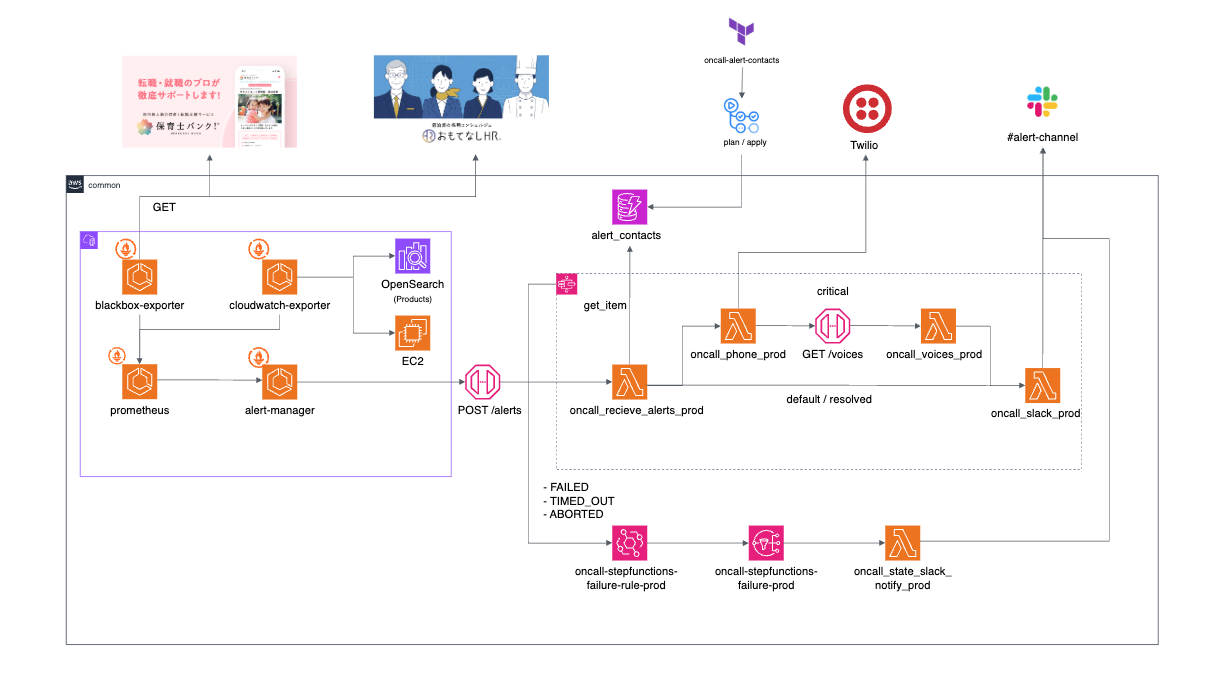 oncall-alert-contacts
転職・就職のプロが
徹底サポートします!
保育士バンク!
plan / apply
おもてなしHR.
Twilio
#alert-channel
aws
common
GET
alert_contacts
blackbox-exporter
cloudwatch-exporter
OpenSearch
(Products)
EC2
prometheus
alert-manager
POST /alerts
get_item
critical
oncall_phone_prod
GET /voices
oncall_voices_prod
oncall_recieve_alerts_prod
default / resolved
oncall_slack_prod
- FAILED
- TIMED_OUT
- ABORTED
oncall-stepfunctions-
failure-rule-prod
oncall-stepfunctions-
failure-prod
oncall_state_slack_
notify_prod